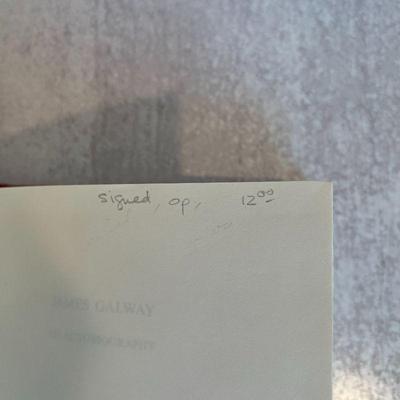 signed, op, 12⁰⁰
JAMES GALWAY
AN AUTOBIOGRAPHY